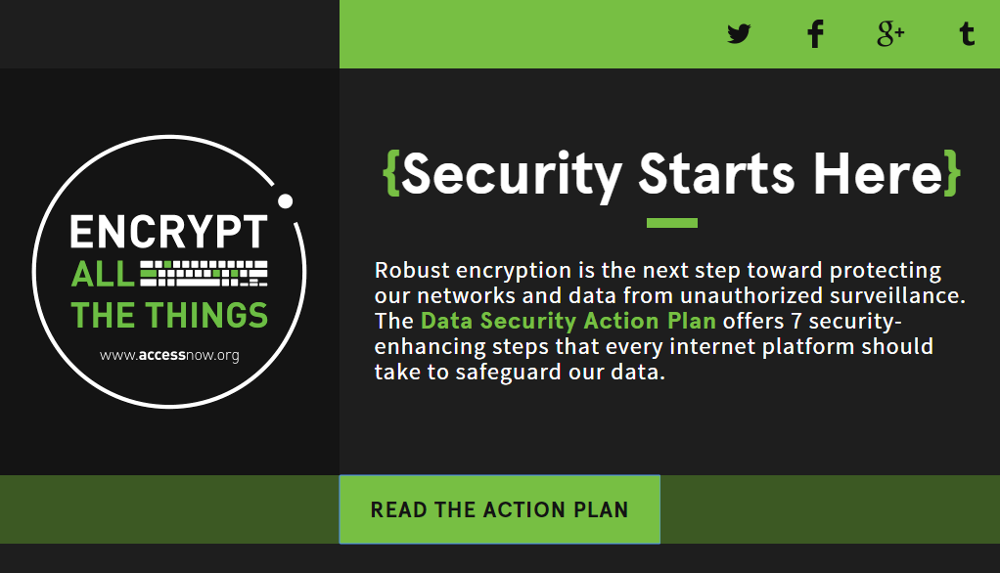 ENCRYPT
ALL
THE THINGS
www.accessnow.org
{Security Starts Here}
Robust encryption is the next step toward protecting
our networks and data from unauthorized surveillance.
The Data Security Action Plan offers 7 security-
enhancing steps that every internet platform should
take to safeguard our data.
READ THE ACTION PLAN